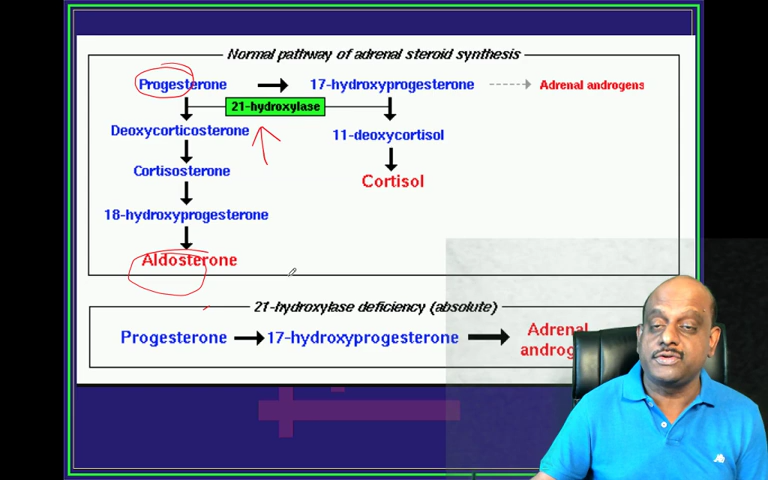 Normal pathway of adrenal steroid synthesis
Progesterone 17-hydroxyprogesterone Adrenal androgens
21-hydroxylase
Deoxycorticosterone 11-deoxycortisol
Cortisosterone Cortisol
18-hydroxyprogesterone
Aldosterone
21-hydroxylase deficiency (absolute)
Progesterone 17-hydroxyprogesterone Adrenal
androg